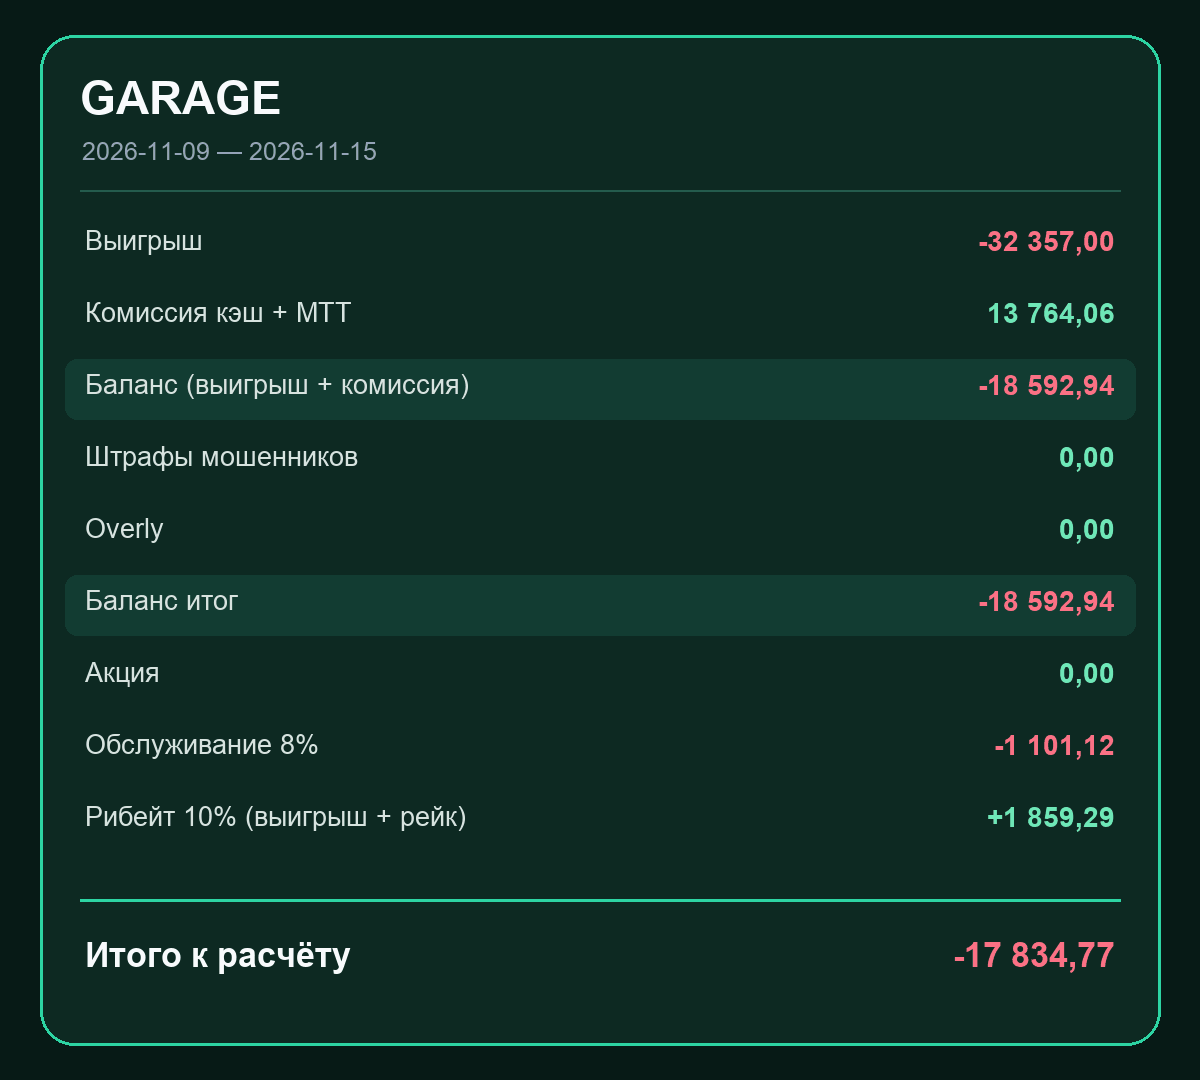 GARAGE
2026-11-09 — 2026-11-15
Выигрыш -32 357,00
Комиссия кэш + МТТ 13 764,06
Баланс (выигрыш + комиссия) -18 592,94
Штрафы мошенников 0,00
Overly 0,00
Баланс итог -18 592,94
Акция 0,00
Обслуживание 8% -1 101,12
Рибейт 10% (выигрыш + рейк) +1 859,29
Итого к расчёту -17 834,77